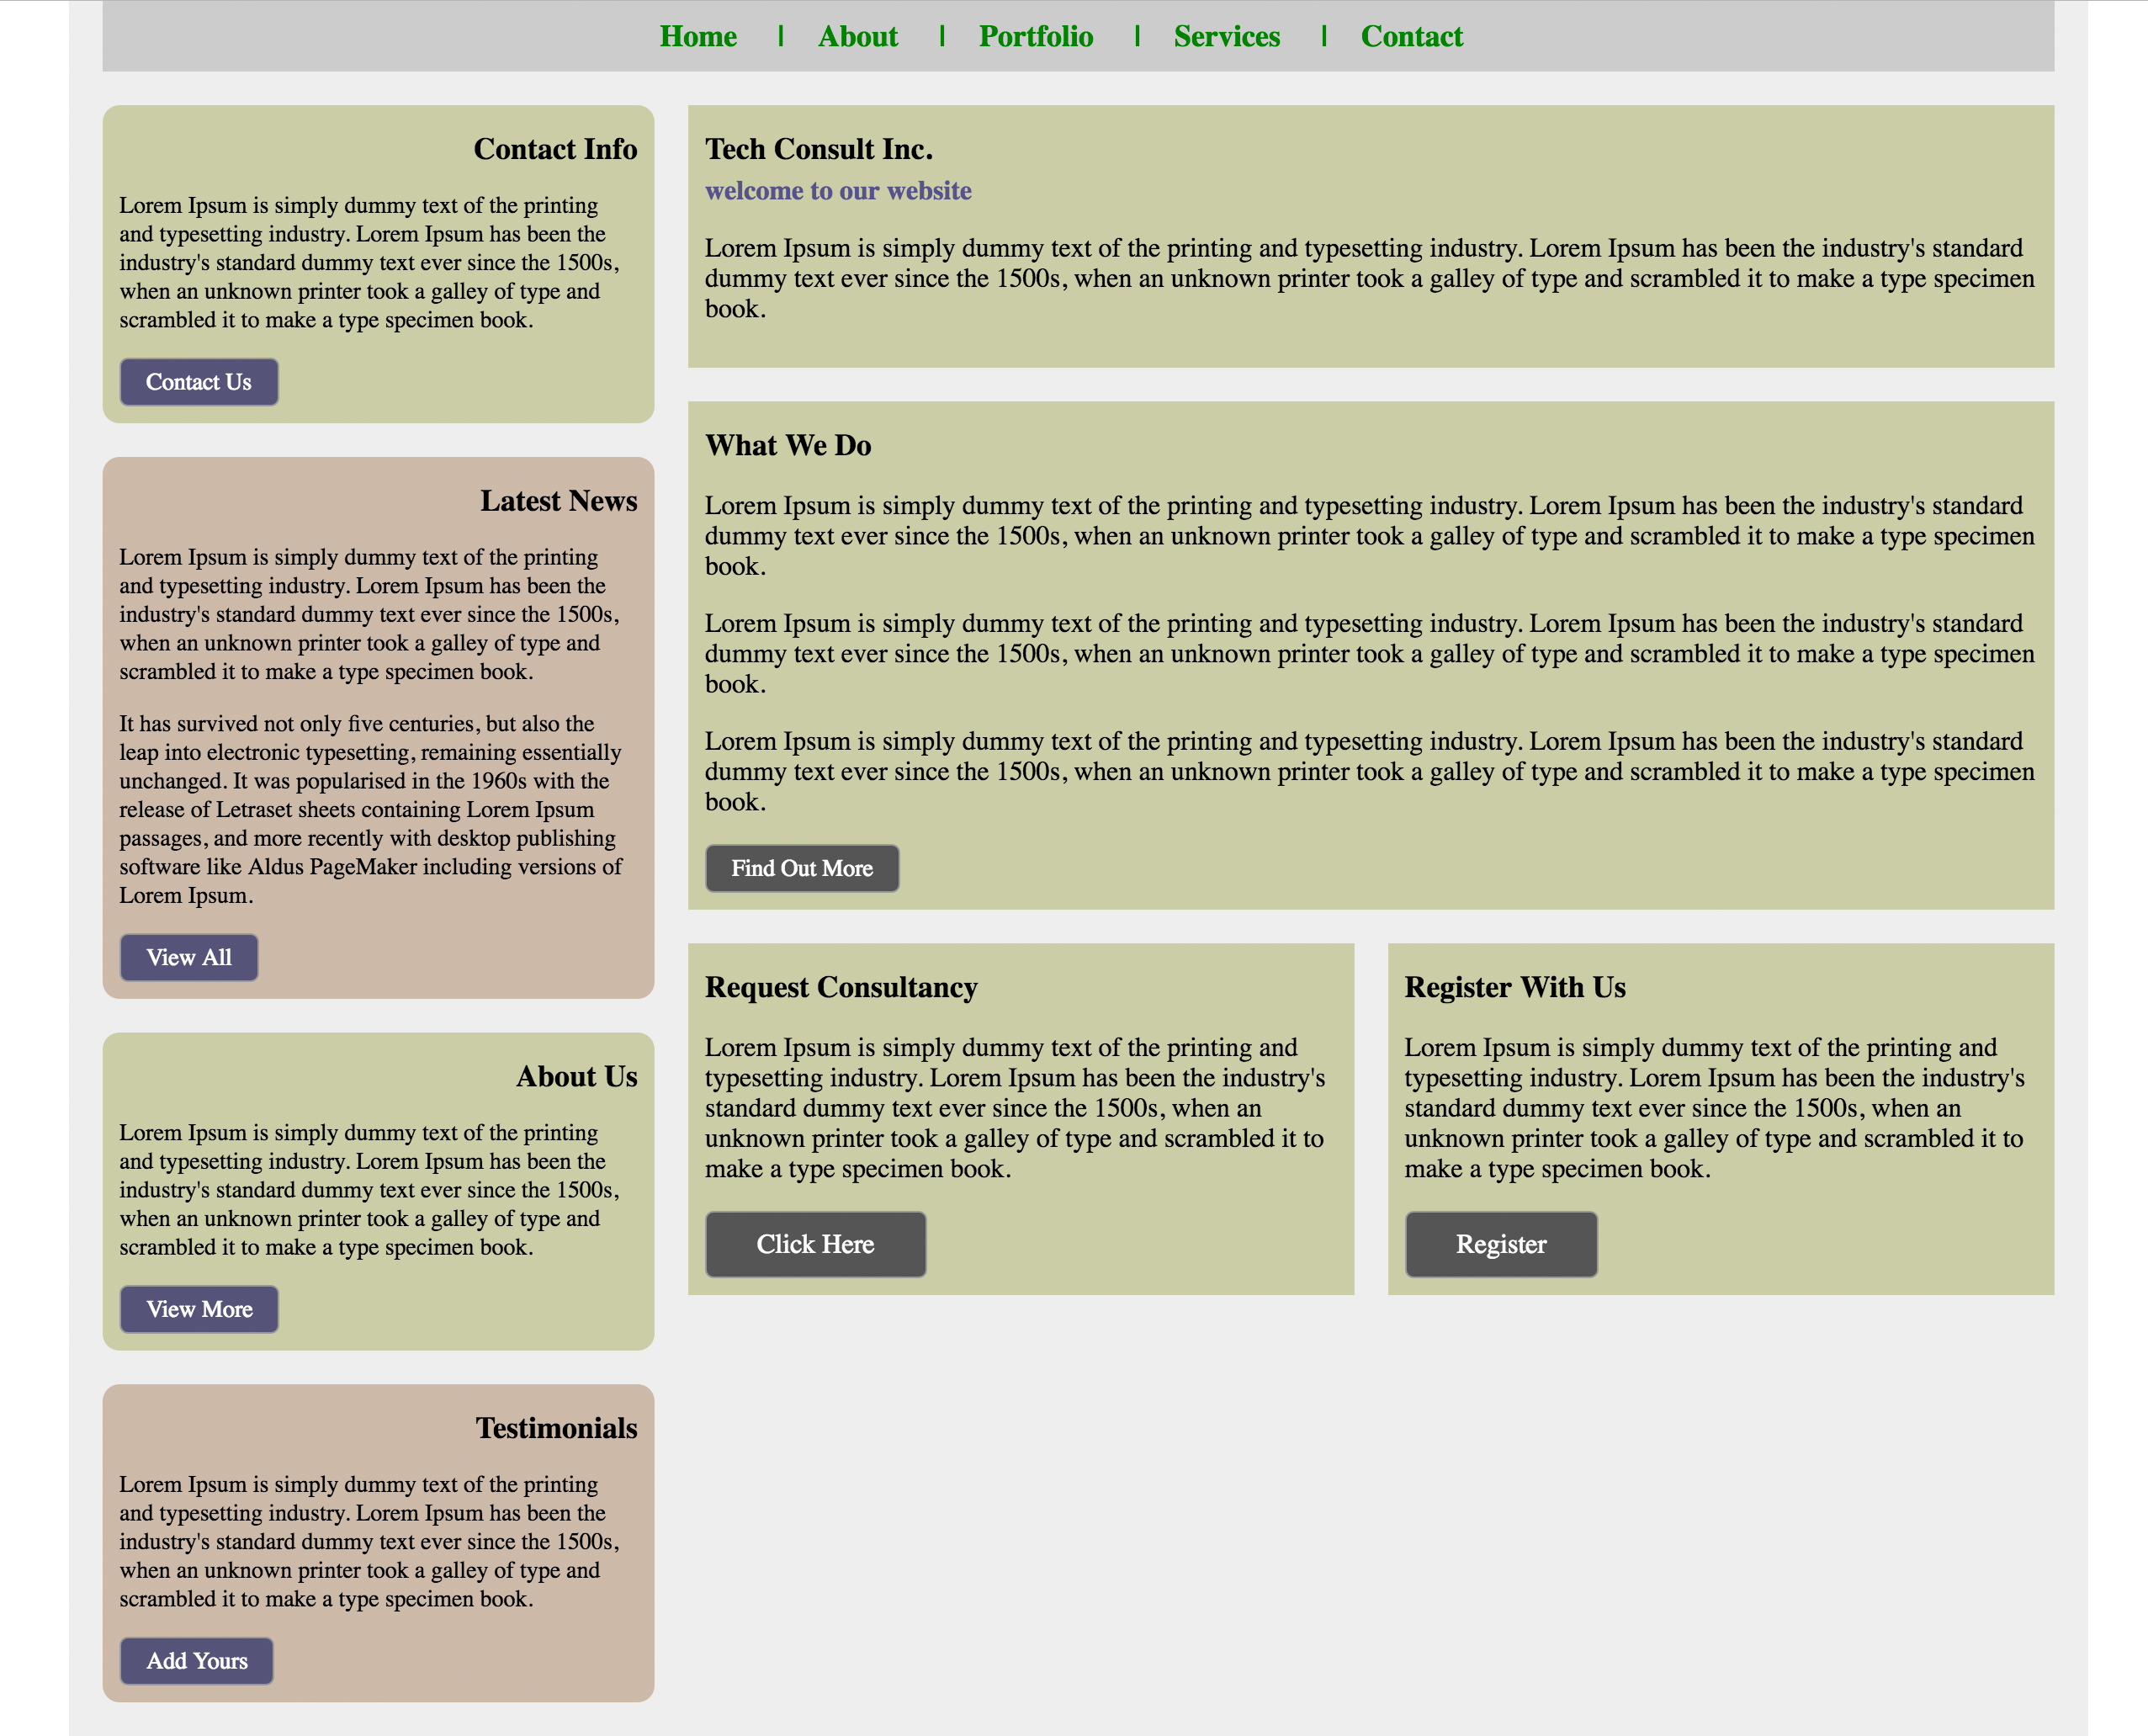 Home | About | Portfolio | Services | Contact
Contact Info
Lorem Ipsum is simply dummy text of the printing
and typesetting industry. Lorem Ipsum has been the
industry's standard dummy text ever since the 1500s,
when an unknown printer took a galley of type and
scrambled it to make a type specimen book.
Contact Us
Latest News
Lorem Ipsum is simply dummy text of the printing
and typesetting industry. Lorem Ipsum has been the
industry's standard dummy text ever since the 1500s,
when an unknown printer took a galley of type and
scrambled it to make a type specimen book.
It has survived not only five centuries, but also the
leap into electronic typesetting, remaining essentially
unchanged. It was popularised in the 1960s with the
release of Letraset sheets containing Lorem Ipsum
passages, and more recently with desktop publishing
software like Aldus PageMaker including versions of
Lorem Ipsum.
View All
About Us
Lorem Ipsum is simply dummy text of the printing
and typesetting industry. Lorem Ipsum has been the
industry's standard dummy text ever since the 1500s,
when an unknown printer took a galley of type and
scrambled it to make a type specimen book.
View More
Testimonials
Lorem Ipsum is simply dummy text of the printing
and typesetting industry. Lorem Ipsum has been the
industry's standard dummy text ever since the 1500s,
when an unknown printer took a galley of type and
scrambled it to make a type specimen book.
Add Yours
Tech Consult Inc.
welcome to our website
Lorem Ipsum is simply dummy text of the printing and typesetting industry. Lorem Ipsum has been the industry's standard
dummy text ever since the 1500s, when an unknown printer took a galley of type and scrambled it to make a type specimen
book.
What We Do
Lorem Ipsum is simply dummy text of the printing and typesetting industry. Lorem Ipsum has been the industry's standard
dummy text ever since the 1500s, when an unknown printer took a galley of type and scrambled it to make a type specimen
book.
Lorem Ipsum is simply dummy text of the printing and typesetting industry. Lorem Ipsum has been the industry's standard
dummy text ever since the 1500s, when an unknown printer took a galley of type and scrambled it to make a type specimen
book.
Lorem Ipsum is simply dummy text of the printing and typesetting industry. Lorem Ipsum has been the industry's standard
dummy text ever since the 1500s, when an unknown printer took a galley of type and scrambled it to make a type specimen
book.
Find Out More
Request Consultancy
Lorem Ipsum is simply dummy text of the printing and
typesetting industry. Lorem Ipsum has been the industry's
standard dummy text ever since the 1500s, when an
unknown printer took a galley of type and scrambled it to
make a type specimen book.
Click Here
Register With Us
Lorem Ipsum is simply dummy text of the printing and
typesetting industry. Lorem Ipsum has been the industry's
standard dummy text ever since the 1500s, when an
unknown printer took a galley of type and scrambled it to
make a type specimen book.
Register